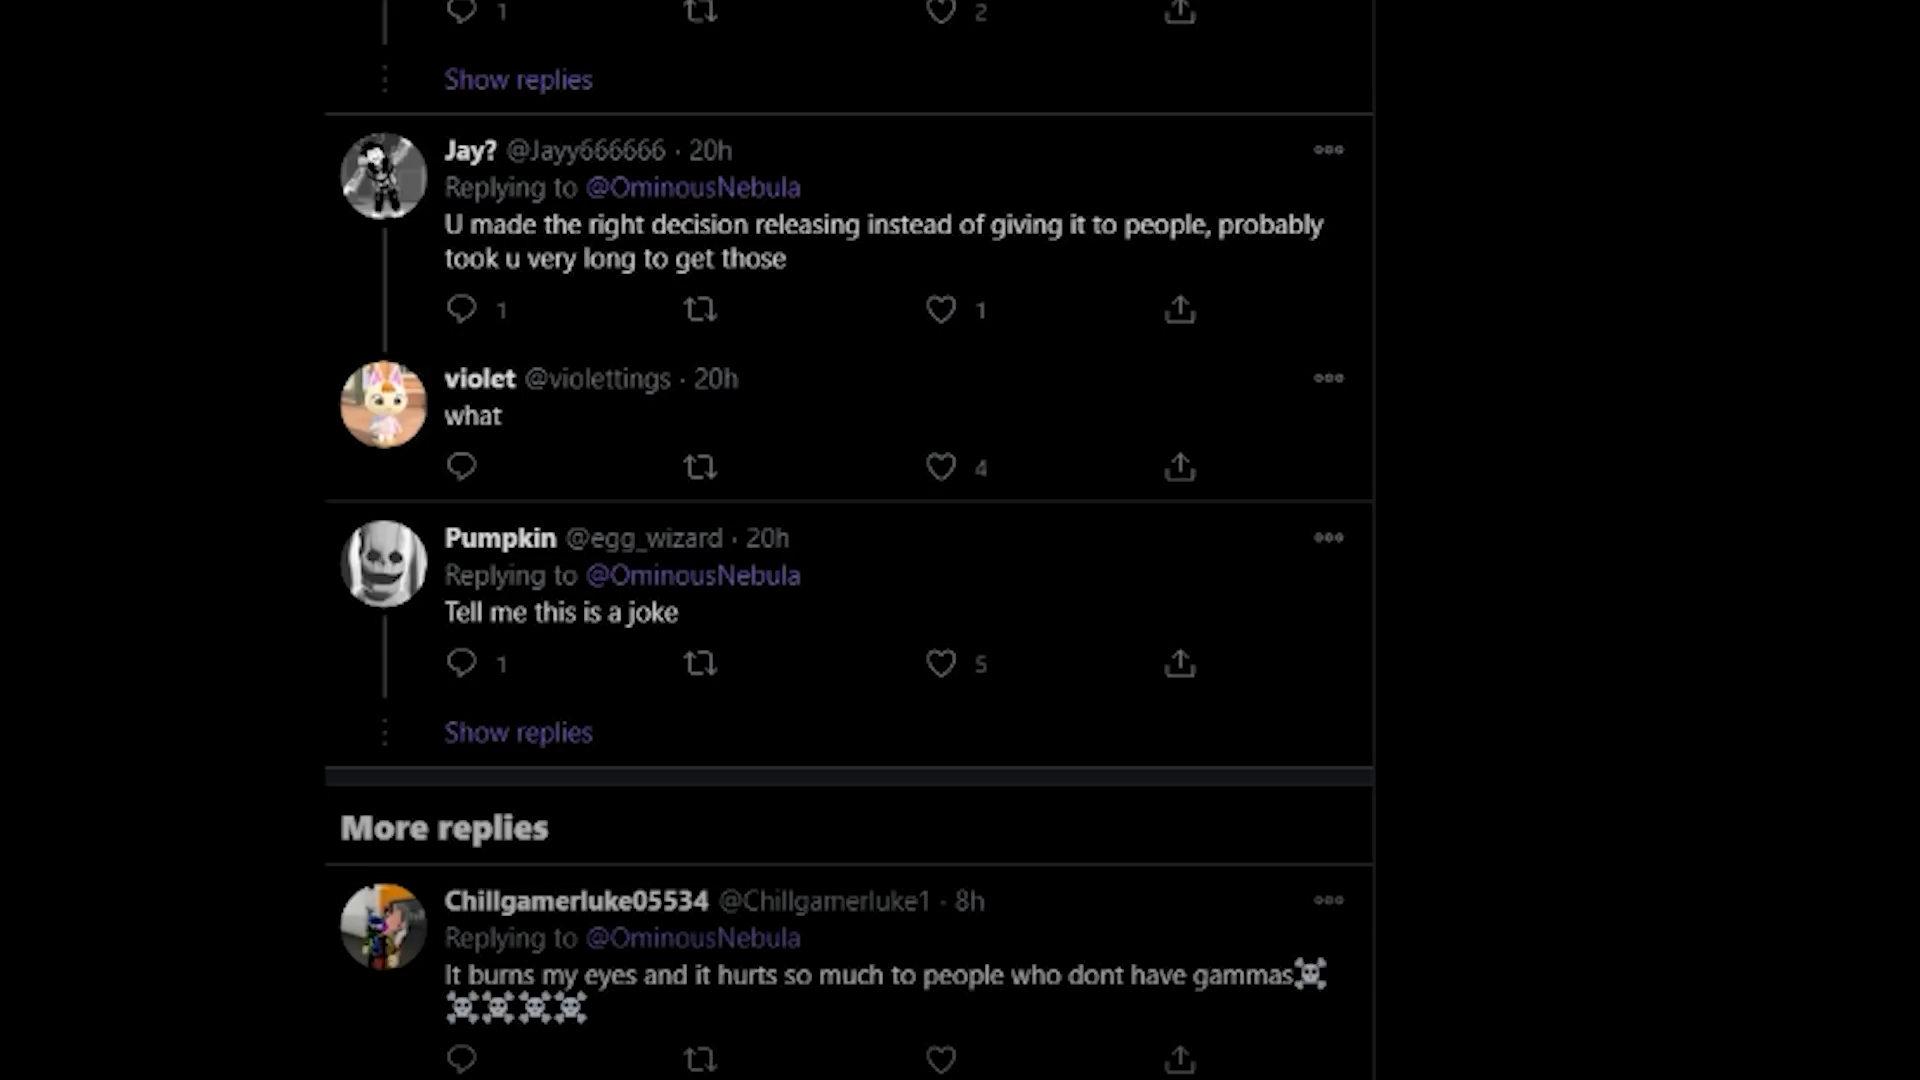 1 2
Show replies
Jay? @Jayy666666 · 20h
Replying to @OminousNebula
U made the right decision releasing instead of giving it to people, probably
took u very long to get those
1 1
violet @violettings · 20h
what
4
Pumpkin @egg_wizard · 20h
Replying to @OminousNebula
Tell me this is a joke
1 5
Show replies
More replies
Chillgamerluke05534 @Chillgamerluke1 · 8h
Replying to @OminousNebula
It burns my eyes and it hurts so much to people who dont have gammas☠
☠☠☠☠